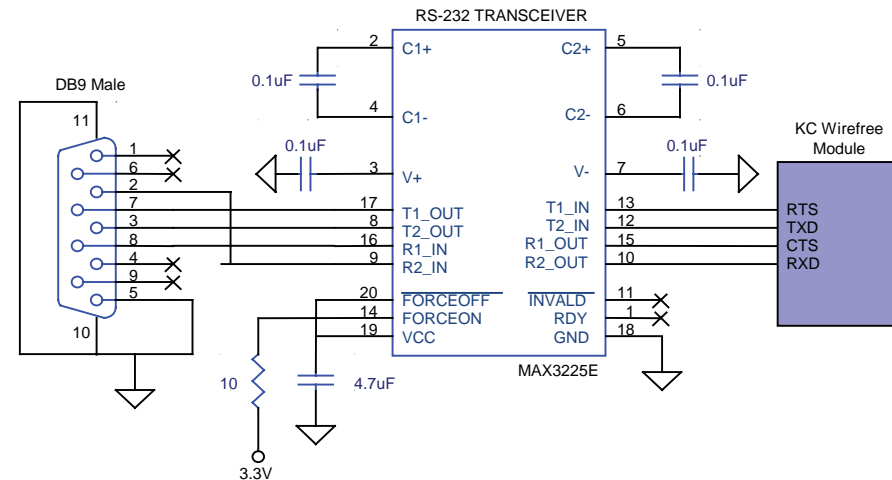 RS-232 TRANSCEIVER
2 C1+ C2+ 5
0.1uF 0.1uF
DB9 Male
4 C1- C2- 6
11
KC Wirefree
Module
0.1uF 0.1uF
1
6
3 V+ V- 7
2
7 17 T1_OUT T1_IN 13 RTS
3 8 T2_OUT T2_IN 12 TXD
8 16 R1_IN R1_OUT 15 CTS
4 9 R2_IN R2_OUT 10 RXD
9
5 20 FORCEOFF INVALD 11
14 FORCEON RDY 1
10 19 VCC GND 18
MAX3225E
10 4.7uF
3.3V